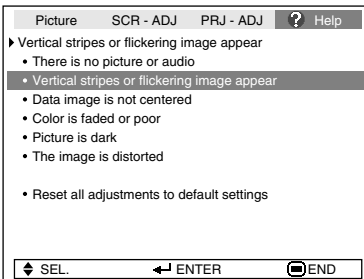 Picture SCR - ADJ PRJ - ADJ ? Help
Vertical stripes or flickering image appear
• There is no picture or audio
• Vertical stripes or flickering image appear
• Data image is not centered
• Color is faded or poor
• Picture is dark
• The image is distorted
• Reset all adjustments to default settings
SEL. ENTER END